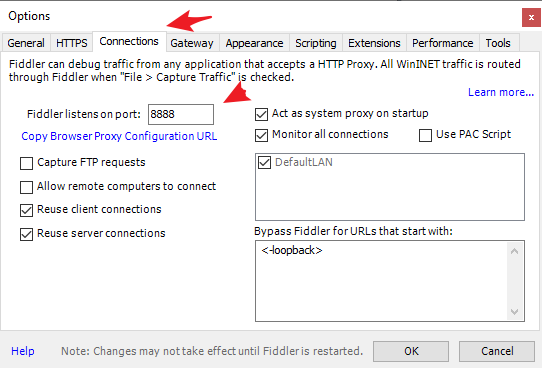 Options
x
General HTTPS Connections Gateway Appearance Scripting Extensions Performance Tools
Fiddler can debug traffic from any application that accepts a HTTP Proxy. All WinINET traffic is routed
through Fiddler when "File > Capture Traffic" is checked.
Learn more...
Fiddler listens on port: 8888
Copy Browser Proxy Configuration URL
Capture FTP requests
Allow remote computers to connect
Reuse client connections
Reuse server connections
Act as system proxy on startup
Monitor all connections
Use PAC Script
DefaultLAN
Bypass Fiddler for URLs that start with:
<-loopback>
Help
Note: Changes may not take effect until Fiddler is restarted.
OK
Cancel